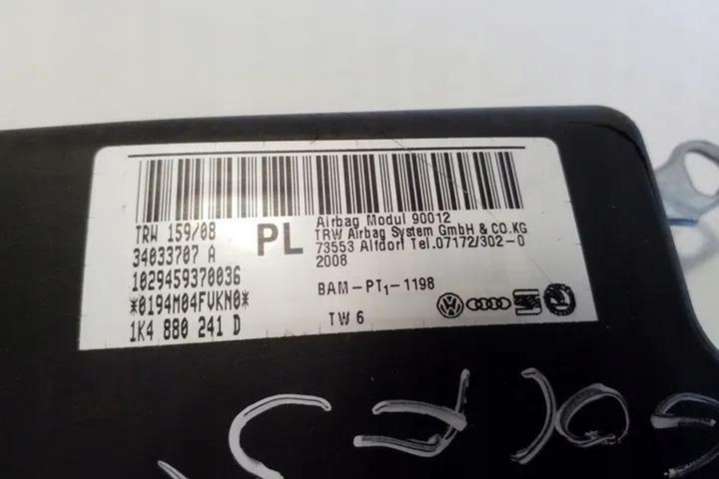 TRW 159/08
34033707 A
1029459370036
*0194M04FVKN0*
1K4 880 241 D
PL
Airbag Modul 90012
TRW Airbag System GmbH & CO.KG
73553 Alfdorf Tel.07172/302-0
2008
BAM-PT1-1198
TW 6